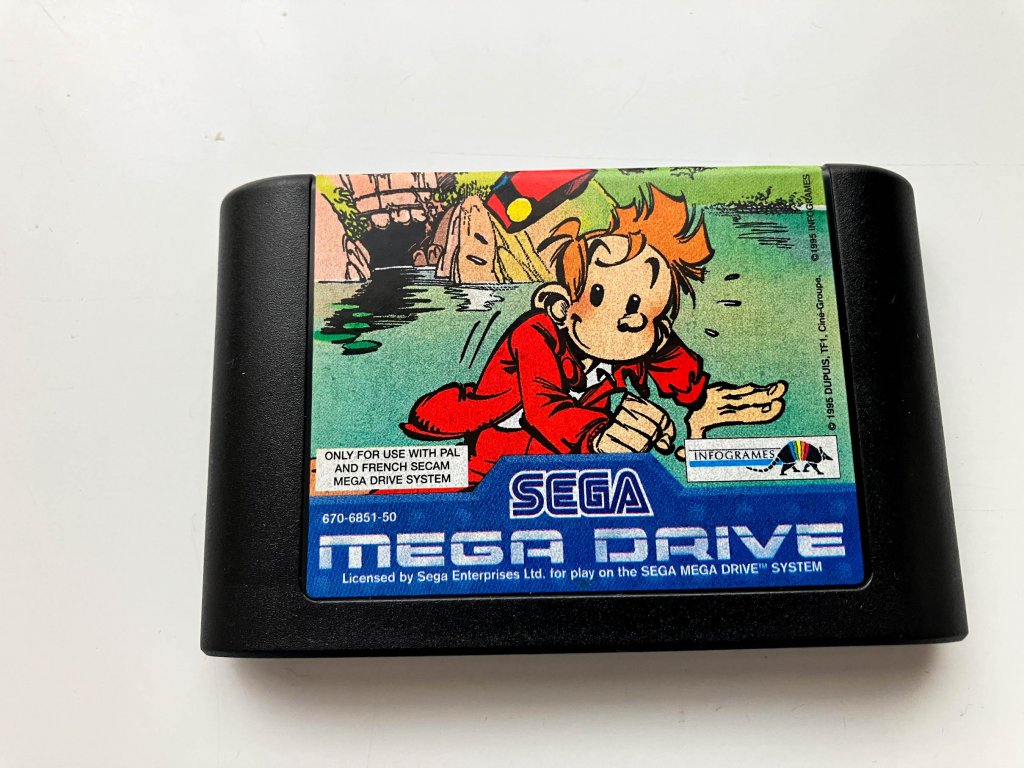 ©1995 INFOGRAMES
© 1995 DUPUIS, TF1, Ciné-Groupe.
ONLY FOR USE WITH PAL
AND FRENCH SECAM
MEGA DRIVE SYSTEM
INFOGRAMES
SEGA
670-6851-50
MEGA DRIVE
Licensed by Sega Enterprises Ltd. for play on the SEGA MEGA DRIVE™ SYSTEM